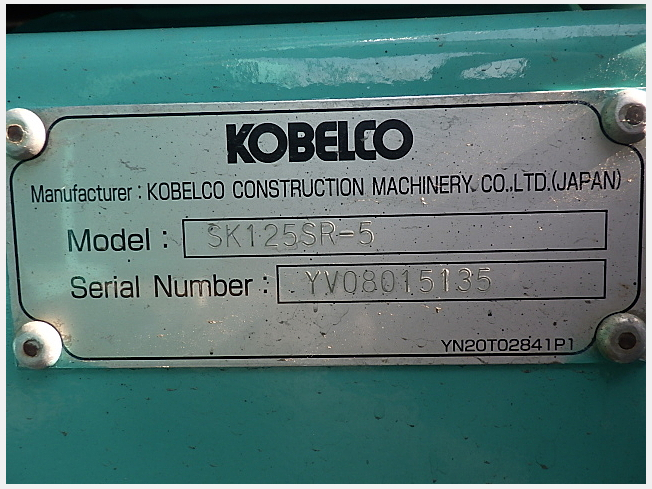 KOBELCO
Manufacturer : KOBELCO CONSTRUCTION MACHINERY CO.,LTD.(JAPAN)
Model : SK125SR-5
Serial Number : YV08015135
YN20T02841P1